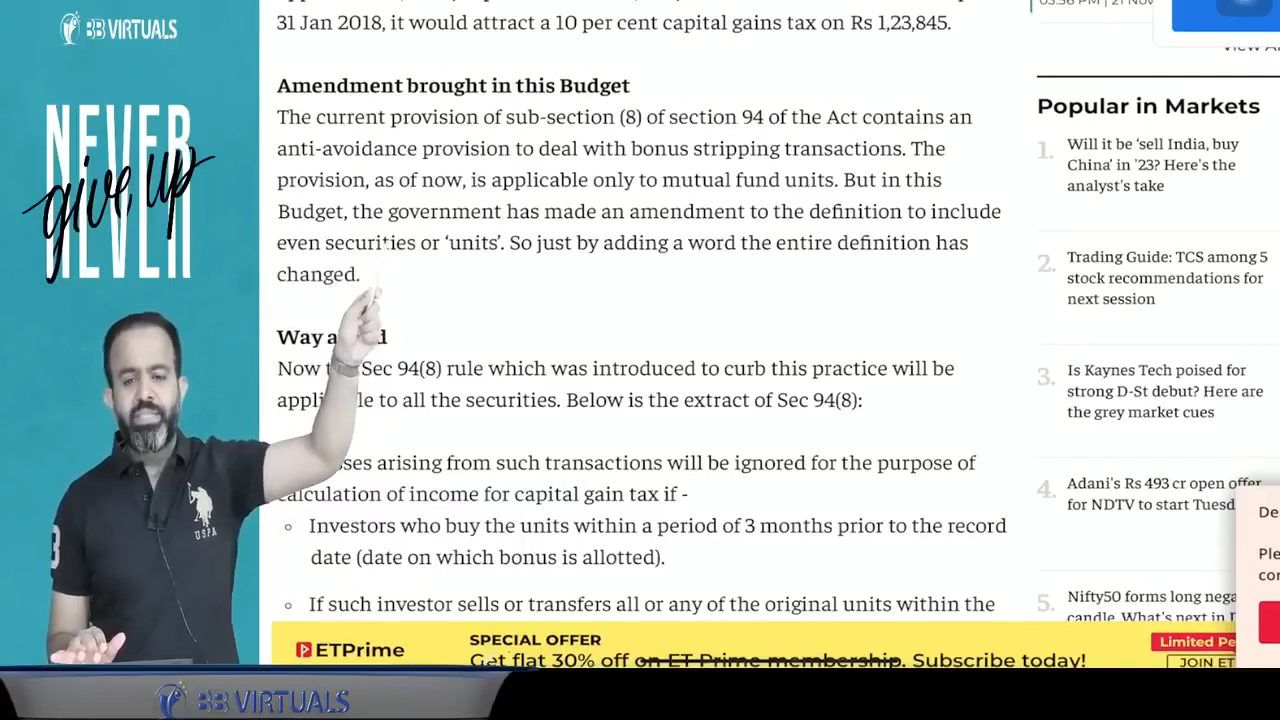 BB VIRTUALS
NEVER
give up
NEVER
31 Jan 2018, it would attract a 10 per cent capital gains tax on Rs 1,23,845.
Amendment brought in this Budget
The current provision of sub-section (8) of section 94 of the Act contains an
anti-avoidance provision to deal with bonus stripping transactions. The
provision, as of now, is applicable only to mutual fund units. But in this
Budget, the government has made an amendment to the definition to include
even securities or ‘units’. So just by adding a word the entire definition has
changed.
Way
Now Sec 94(8) rule which was introduced to curb this practice will be
to all the securities. Below is the extract of Sec 94(8):
arising from such transactions will be ignored for the purpose of
calculation of income for capital gain tax if -
Investors who buy the units within a period of 3 months prior to the record
date (date on which bonus is allotted).
If such investor sells or transfers all or any of the original units within the
03:56 PM | 21 Nov
Popular in Markets
1. Will it be ‘sell India, buy
China’ in '23? Here's the
analyst's take
2. Trading Guide: TCS among 5
stock recommendations for
next session
3. Is Kaynes Tech poised for
strong D-St debut? Here are
the grey market cues
4. Adani's Rs 493 cr open offer
for NDTV to start Tuesd
5. Nifty50 forms long nega
candle. What's next in
De
Ple
con
ETPrime
SPECIAL OFFER
Get flat 30% off on ET Prime membership. Subscribe today!
Limited Pe
JOIN ET
3
USPA
BB VIRTUALS